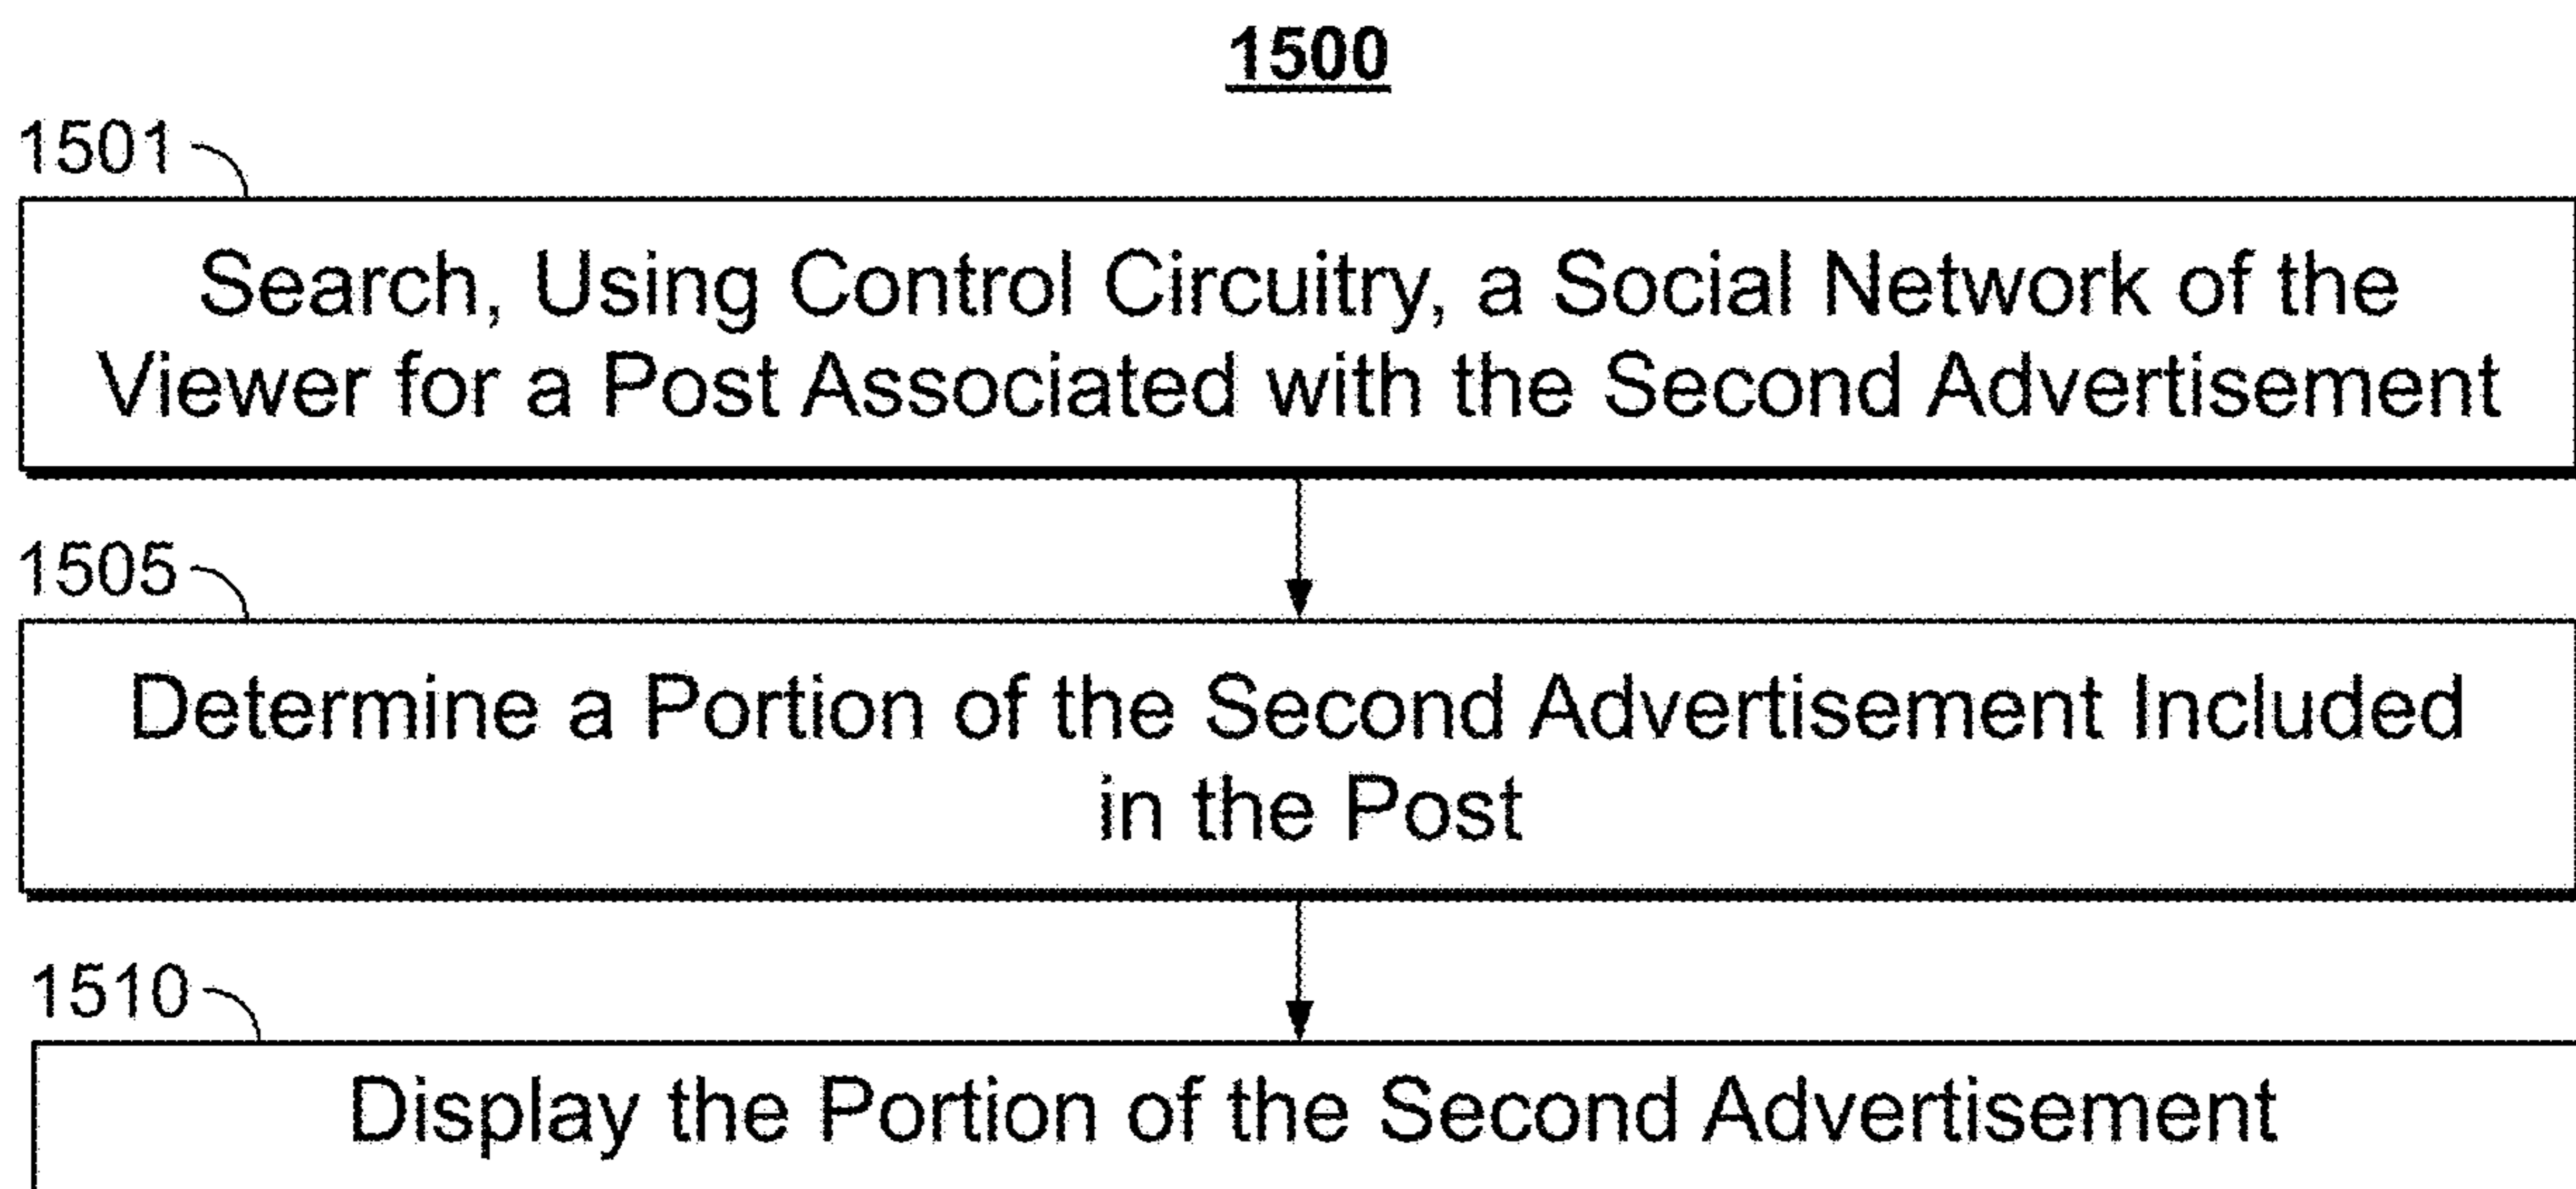 1500
1501
Search, Using Control Circuitry, a Social Network of the
Viewer for a Post Associated with the Second Advertisement
1505
Determine a Portion of the Second Advertisement Included
in the Post
1510
Display the Portion of the Second Advertisement